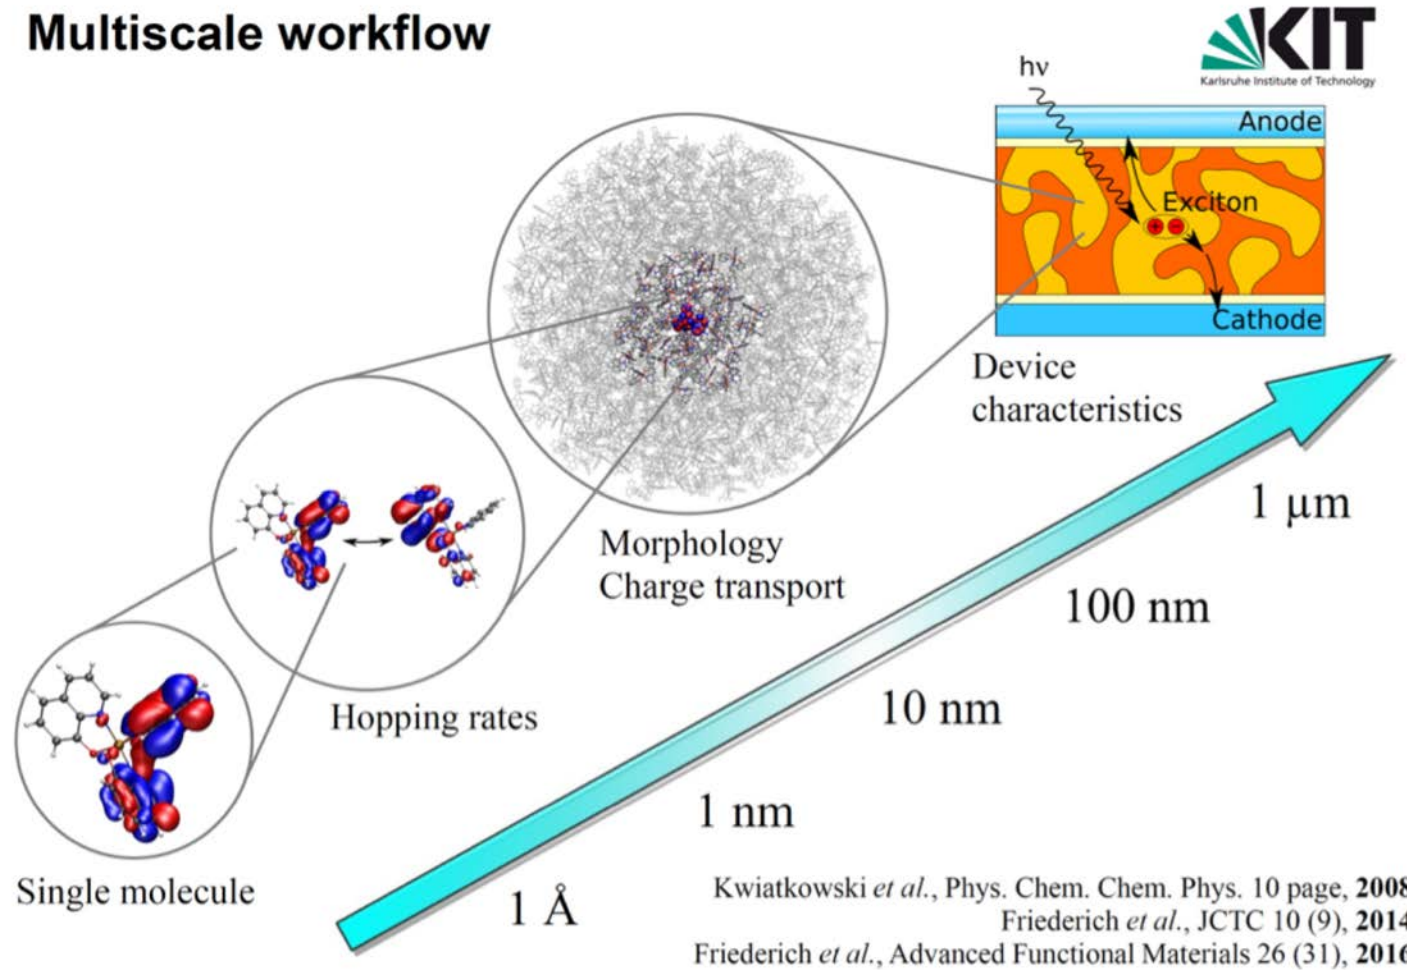 Multiscale workflow
KIT
Karlsruhe Institute of Technology
hν
Anode
Exciton
+ −
Cathode
Device
characteristics
Morphology
Charge transport
Hopping rates
Single molecule
1 Å
1 nm
10 nm
100 nm
1 µm
Kwiatkowski et al., Phys. Chem. Chem. Phys. 10 page, 2008
Friederich et al., JCTC 10 (9), 2014
Friederich et al., Advanced Functional Materials 26 (31), 2016